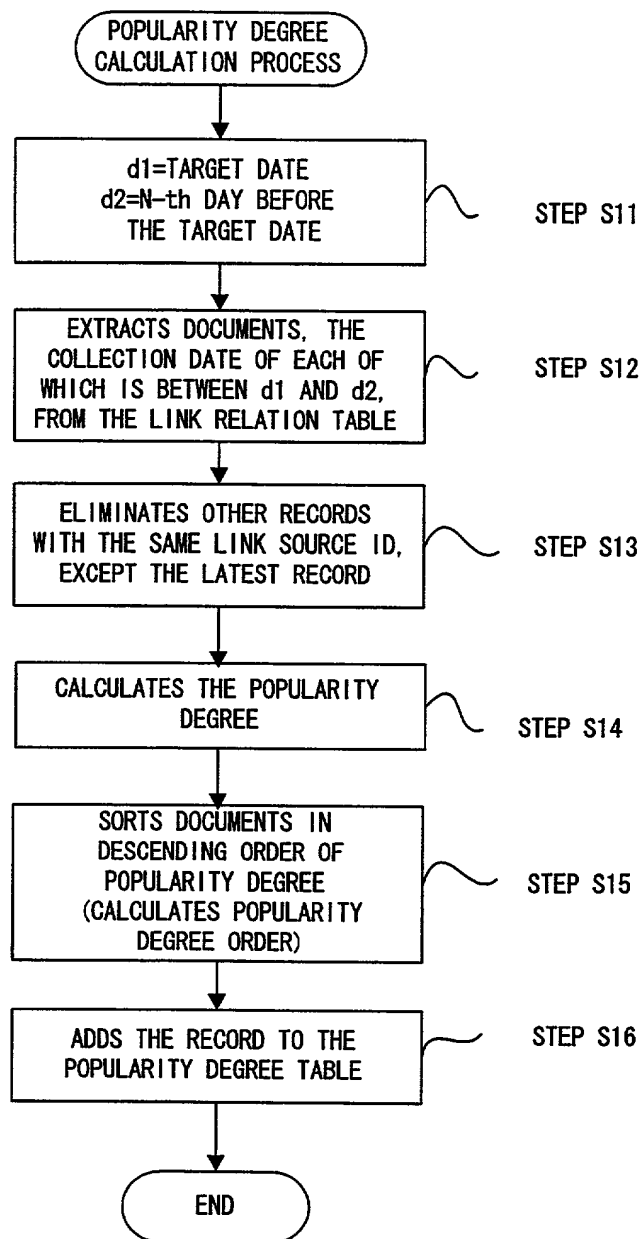 POPULARITY DEGREE
CALCULATION PROCESS
d1=TARGET DATE
d2=N-th DAY BEFORE
THE TARGET DATE
STEP S11
EXTRACTS DOCUMENTS, THE
COLLECTION DATE OF EACH OF
WHICH IS BETWEEN d1 AND d2,
FROM THE LINK RELATION TABLE
STEP S12
ELIMINATES OTHER RECORDS
WITH THE SAME LINK SOURCE ID,
EXCEPT THE LATEST RECORD
STEP S13
CALCULATES THE POPULARITY
DEGREE
STEP S14
SORTS DOCUMENTS IN
DESCENDING ORDER OF
POPULARITY DEGREE
(CALCULATES POPULARITY
DEGREE ORDER)
STEP S15
ADDS THE RECORD TO THE
POPULARITY DEGREE TABLE
STEP S16
END